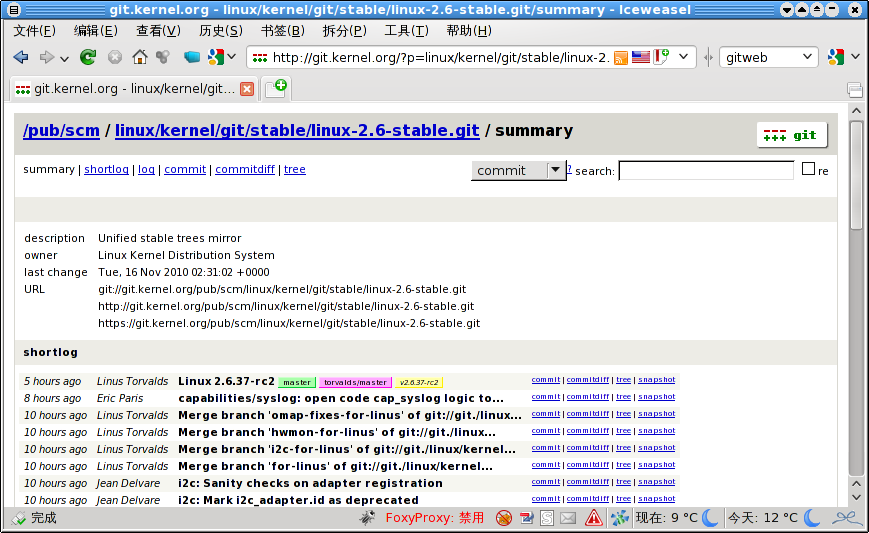 git.kernel.org - linux/kernel/git/stable/linux-2.6-stable.git/summary - Iceweasel
文件(F) 编辑(E) 查看(V) 历史(S) 书签(B) 拆分(P) 工具(T) 帮助(H)
http://git.kernel.org/?p=linux/kernel/git/stable/linux-2. gitweb
git.kernel.org - linux/kernel/git...
/pub/scm / linux/kernel/git/stable/linux-2.6-stable.git / summary git
summary | shortlog | log | commit | commitdiff | tree commit ? search: re
description Unified stable trees mirror
owner Linux Kernel Distribution System
last change Tue, 16 Nov 2010 02:31:02 +0000
URL git://git.kernel.org/pub/scm/linux/kernel/git/stable/linux-2.6-stable.git
http://git.kernel.org/pub/scm/linux/kernel/git/stable/linux-2.6-stable.git
https://git.kernel.org/pub/scm/linux/kernel/git/stable/linux-2.6-stable.git
shortlog
5 hours ago Linus Torvalds Linux 2.6.37-rc2 master torvalds/master v2.6.37-rc2 commit | commitdiff | tree | snapshot
8 hours ago Eric Paris capabilities/syslog: open code cap_syslog logic to... commit | commitdiff | tree | snapshot
10 hours ago Linus Torvalds Merge branch 'omap-fixes-for-linus' of git://git./linux... commit | commitdiff | tree | snapshot
10 hours ago Linus Torvalds Merge branch 'hwmon-for-linus' of git://git./linux... commit | commitdiff | tree | snapshot
10 hours ago Linus Torvalds Merge branch 'i2c-for-linus' of git://git./linux/kernel... commit | commitdiff | tree | snapshot
10 hours ago Linus Torvalds Merge branch 'for-linus' of git://git./linux/kernel... commit | commitdiff | tree | snapshot
10 hours ago Jean Delvare i2c: Sanity checks on adapter registration commit | commitdiff | tree | snapshot
10 hours ago Jean Delvare i2c: Mark i2c_adapter.id as deprecated commit | commitdiff | tree | snapshot
完成 FoxyProxy: 禁用 S 现在: 9 °C 今天: 12 °C